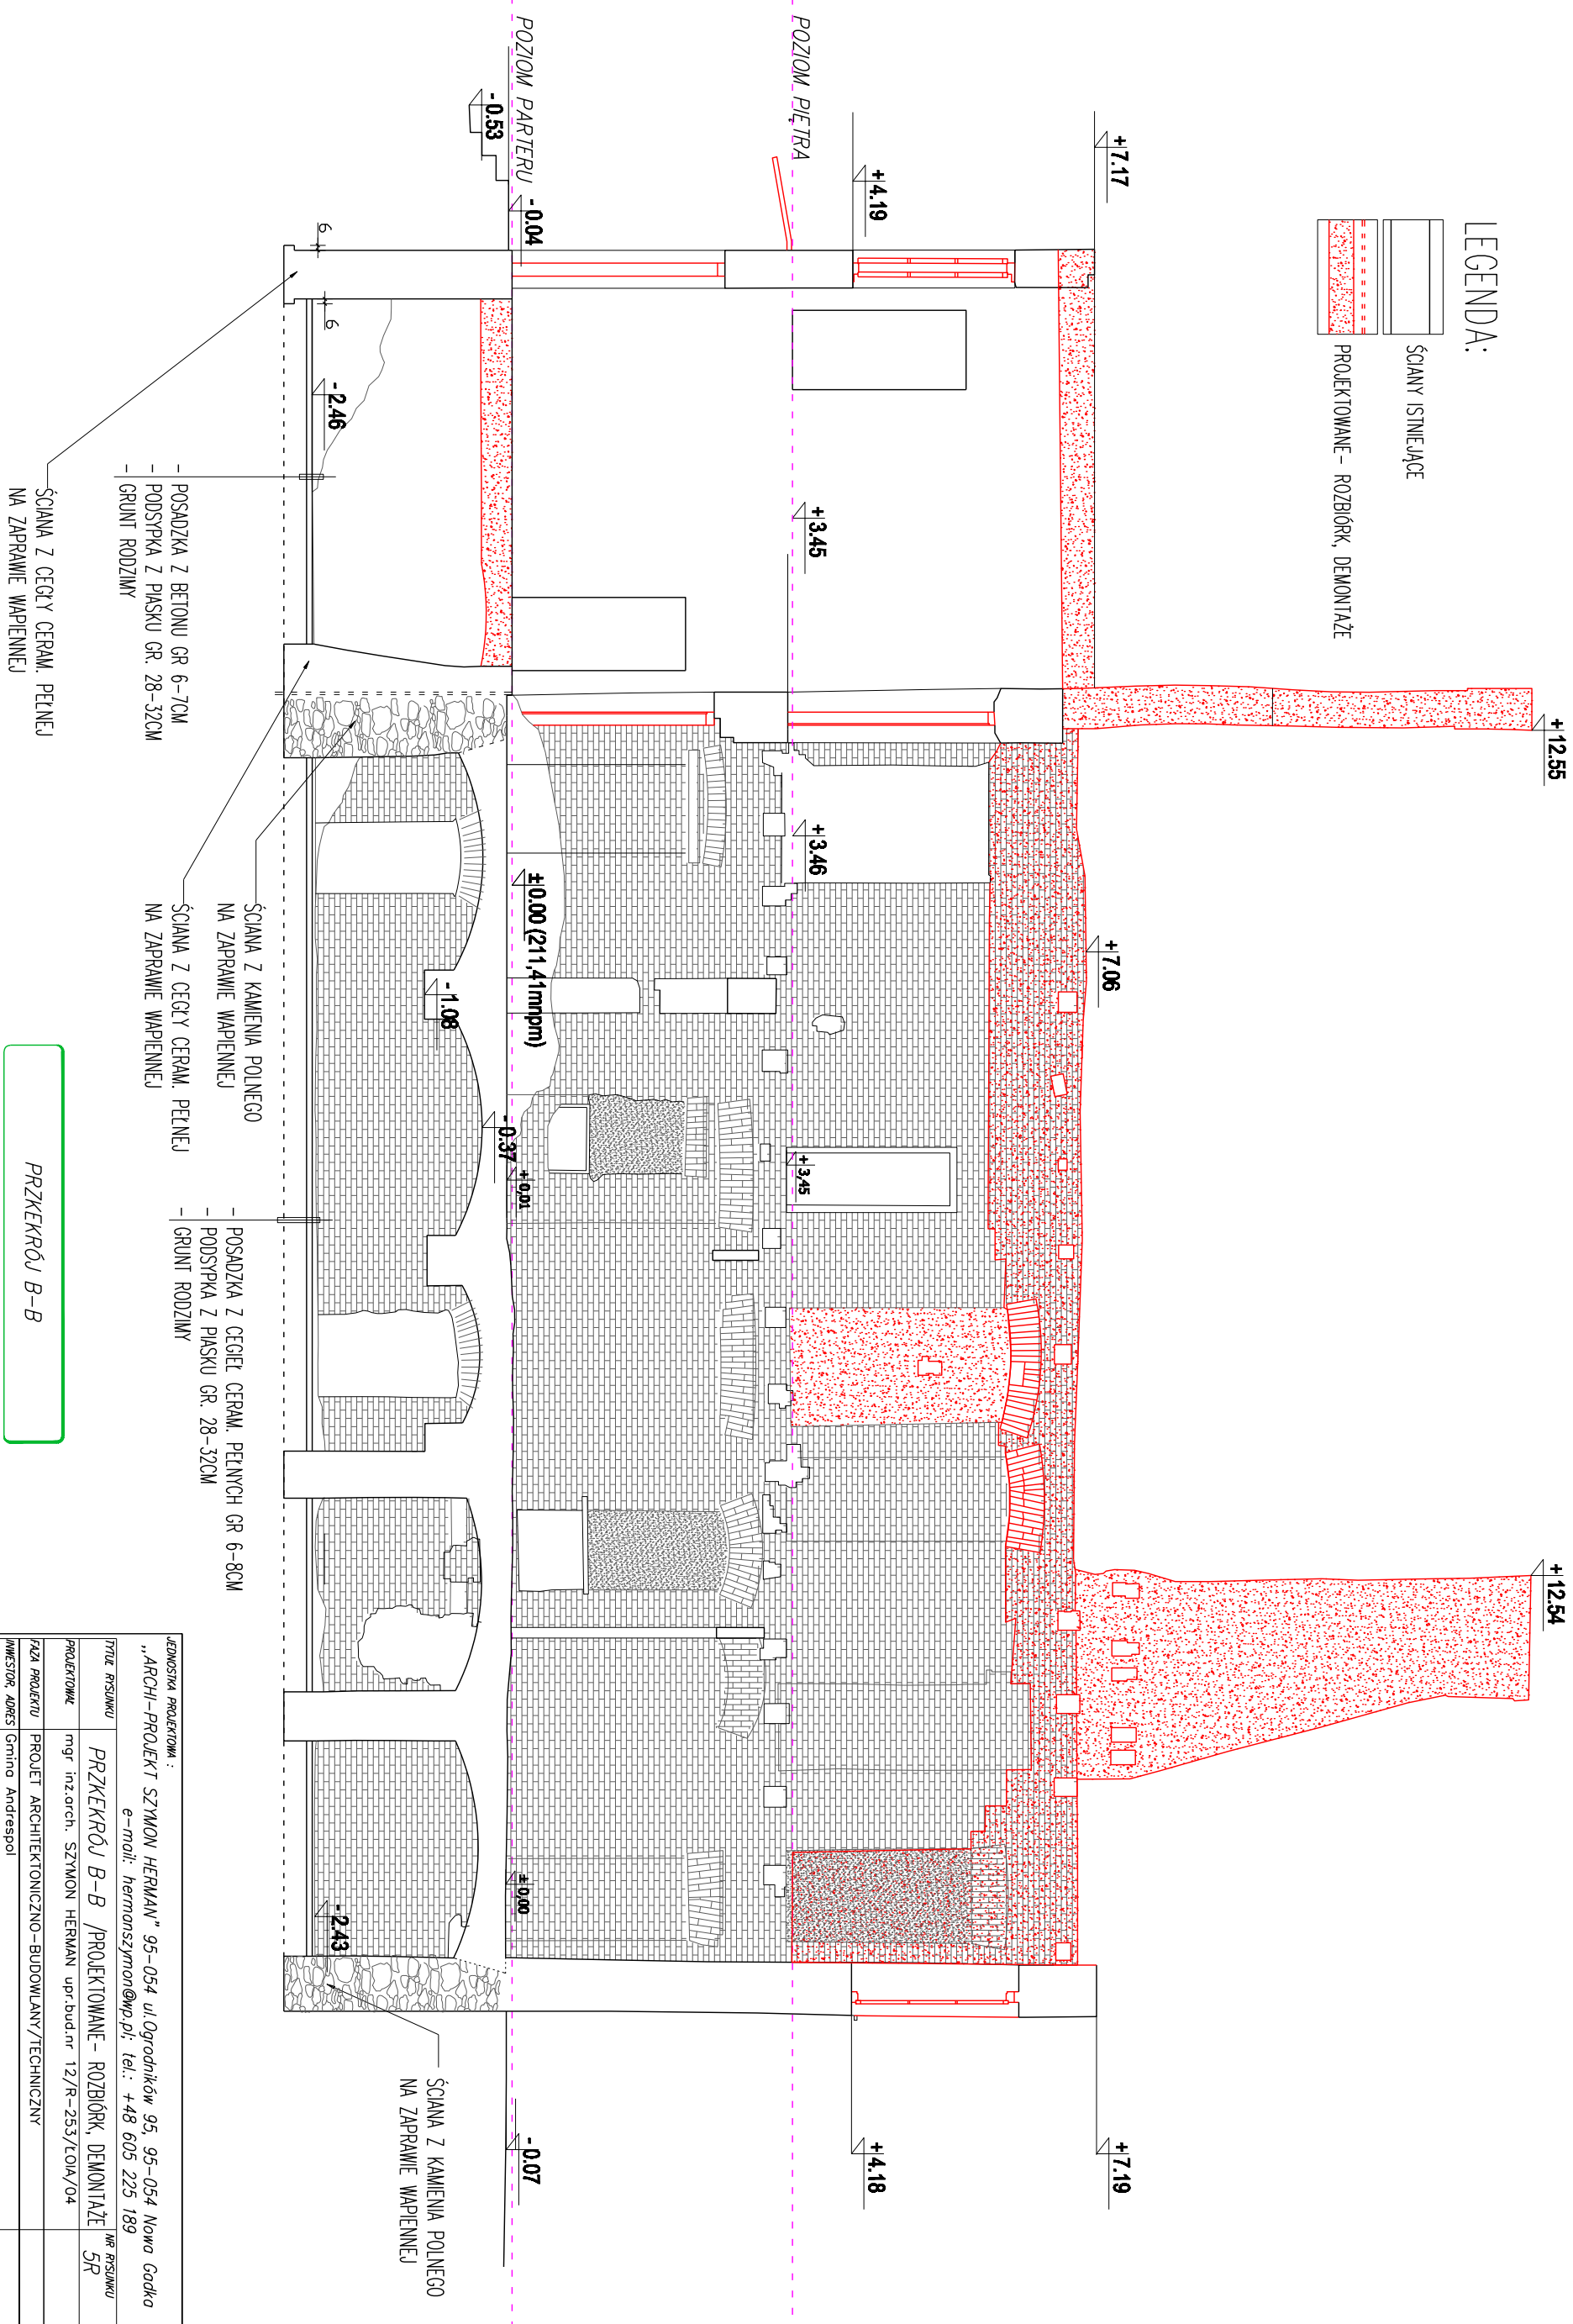 LEGENDA:
ŚCIANY ISTNIEJĄCE
PROJEKTOWANE- ROZBIÓRK, DEMONTAŻE
+12.55
+12.54
+7.17
+7.06
+7.19
+4.19
+4.18
POZIOM PIĘTRA
+3.45
+3.46
+3,45
POZIOM PARTERU
-0.04
-0.53
±0.00 (211,41mnpm)
+0,01
±0,00
-0.07
-0.37
-1.08
6
6
-2.46
-2.43
- POSADZKA Z BETONU GR 6-7CM
- PODSYPKA Z PIASKU GR. 28-32CM
- GRUNT RODZIMY
ŚCIANA Z CEGŁY CERAM. PEŁNEJ
NA ZAPRAWIE WAPIENNEJ
ŚCIANA Z KAMIENIA POLNEGO
NA ZAPRAWIE WAPIENNEJ
ŚCIANA Z CEGŁY CERAM. PEŁNEJ
NA ZAPRAWIE WAPIENNEJ
- POSADZKA Z CEGIEŁ CERAM. PEŁNYCH GR 6-8CM
- PODSYPKA Z PIASKU GR. 28-32CM
- GRUNT RODZIMY
ŚCIANA Z KAMIENIA POLNEGO
NA ZAPRAWIE WAPIENNEJ
PRZKEKRÓJ B-B
JEDNOSTKA PROJEKTOWA :
„ARCHI-PROJEKT SZYMON HERMAN" 95-054 ul.Ogrodników 95, 95-054 Nowa Gadka
e-mail: hermanszymon@wp.pl; tel.: +48 605 225 189
TYTUŁ RYSUNKU
PRZKEKRÓJ B-B /PROJEKTOWANE- ROZBIÓRK, DEMONTAŻE
NR RYSUNKU
5R
PROJEKTOWAŁ
mgr inz.arch. SZYMON HERMAN upr.bud.nr 12/R-253/ŁOIA/04
FAZA PROJEKTU
PROJET ARCHITEKTONICZNO-BUDOWLANY/TECHNICZNY
INWESTOR, ADRES
Gmina Andrespol